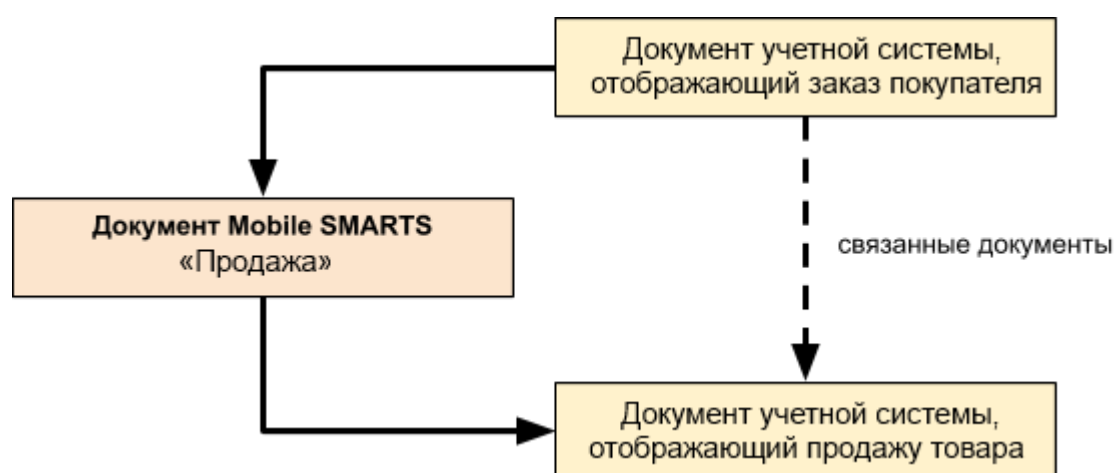 Документ учетной системы,
отображающий заказ покупателя
Документ Mobile SMARTS
«Продажа»
связанные документы
Документ учетной системы,
отображающий продажу товара